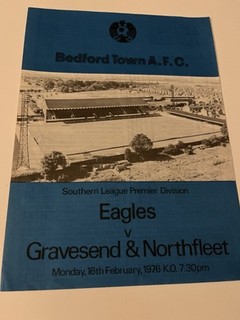 Bedford Town A.F.C.
Southern League Premier Division
Eagles
v
Gravesend & Northfleet
Monday, 16th February, 1976 K.O. 7.30pm